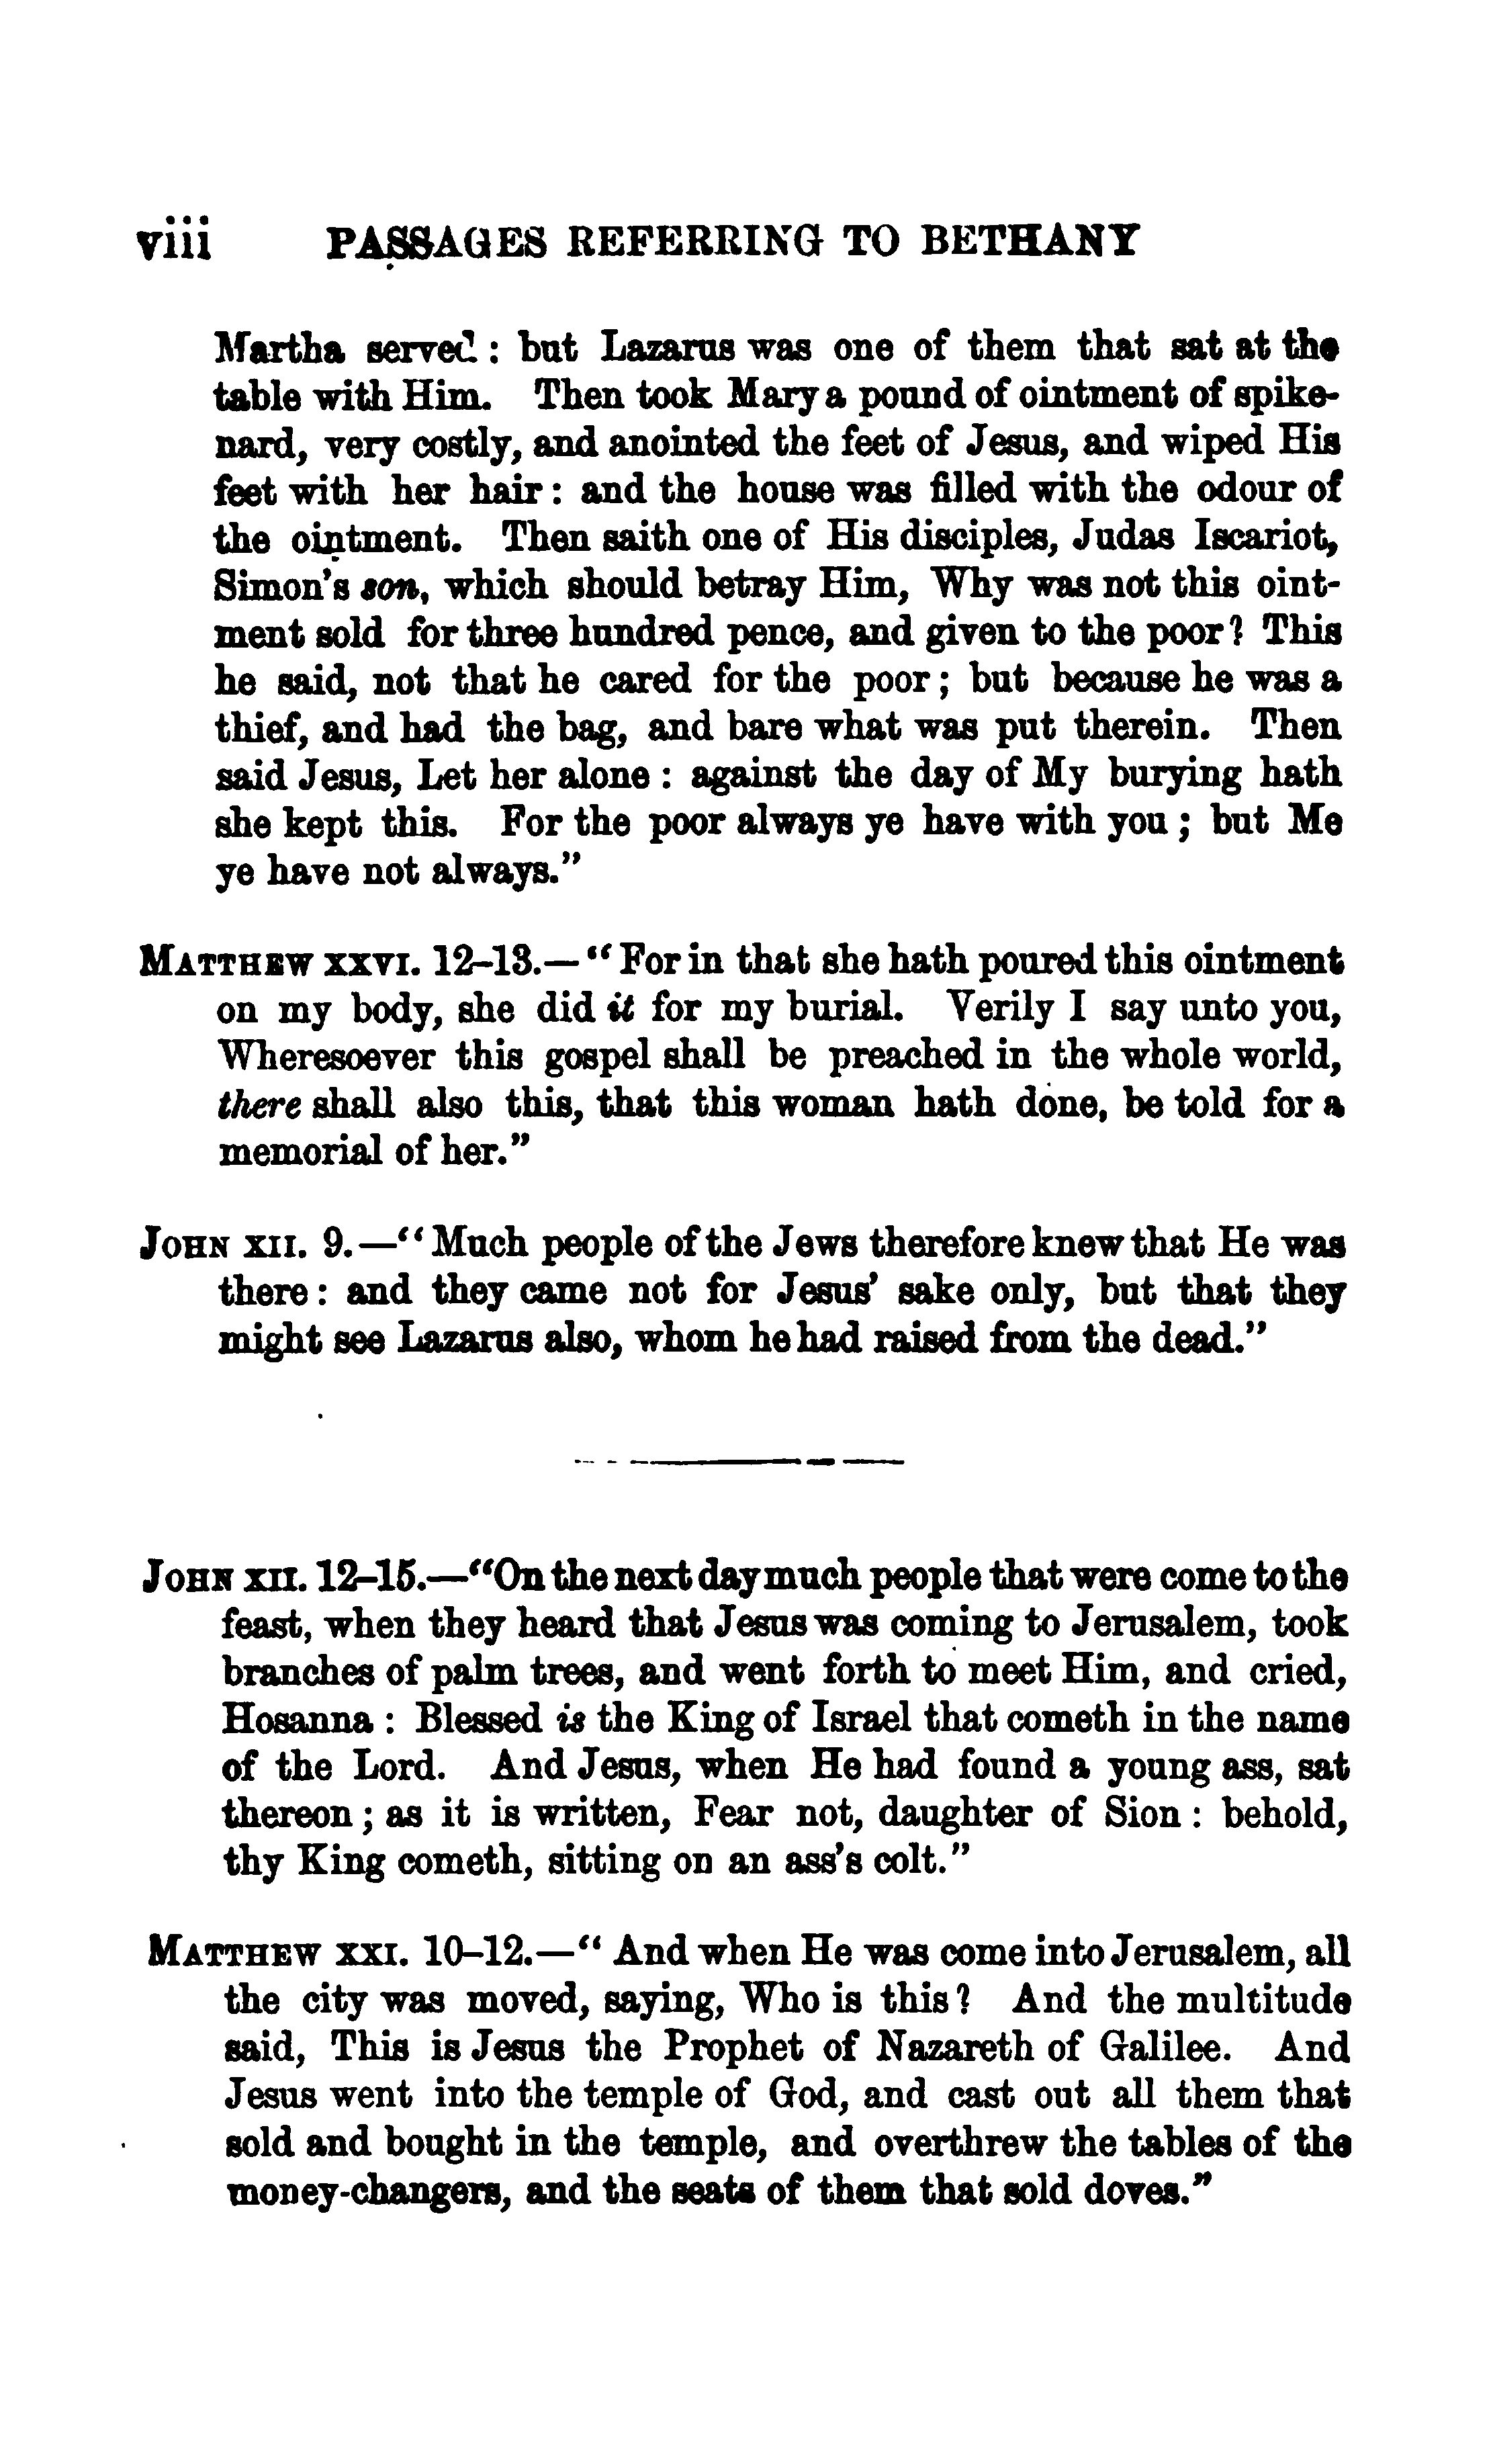 viii PASSAGES REFERRING TO BETHANY
Martha served : but Lazarus was one of them that sat at the
table with Him. Then took Mary a pound of ointment of spike-
nard, very costly, and anointed the feet of Jesus, and wiped His
feet with her hair : and the house was filled with the odour of
the ointment. Then saith one of His disciples, Judas Iscariot,
Simon's son, which should betray Him, Why was not this oint-
ment sold for three hundred pence, and given to the poor? This
he said, not that he cared for the poor ; but because he was a
thief, and had the bag, and bare what was put therein. Then
said Jesus, Let her alone : against the day of My burying hath
she kept this. For the poor always ye have with you ; but Me
ye have not always."
MATTHEW XXVI. 12–13.—"For in that she hath poured this ointment
on my body, she did it for my burial. Verily I say unto you,
Wheresoever this gospel shall be preached in the whole world,
there shall also this, that this woman hath done, be told for a
memorial of her."
JOHN XII. 9.—"Much people of the Jews therefore knew that He was
there : and they came not for Jesus' sake only, but that they
might see Lazarus also, whom he had raised from the dead."
JOHN XII. 12–15.—"On the next day much people that were come to the
feast, when they heard that Jesus was coming to Jerusalem, took
branches of palm trees, and went forth to meet Him, and cried,
Hosanna : Blessed is the King of Israel that cometh in the name
of the Lord. And Jesus, when He had found a young ass, sat
thereon ; as it is written, Fear not, daughter of Sion : behold,
thy King cometh, sitting on an ass's colt."
MATTHEW XXI. 10–12.—"And when He was come into Jerusalem, all
the city was moved, saying, Who is this? And the multitude
said, This is Jesus the Prophet of Nazareth of Galilee. And
Jesus went into the temple of God, and cast out all them that
sold and bought in the temple, and overthrew the tables of the
money-changers, and the seats of them that sold doves."